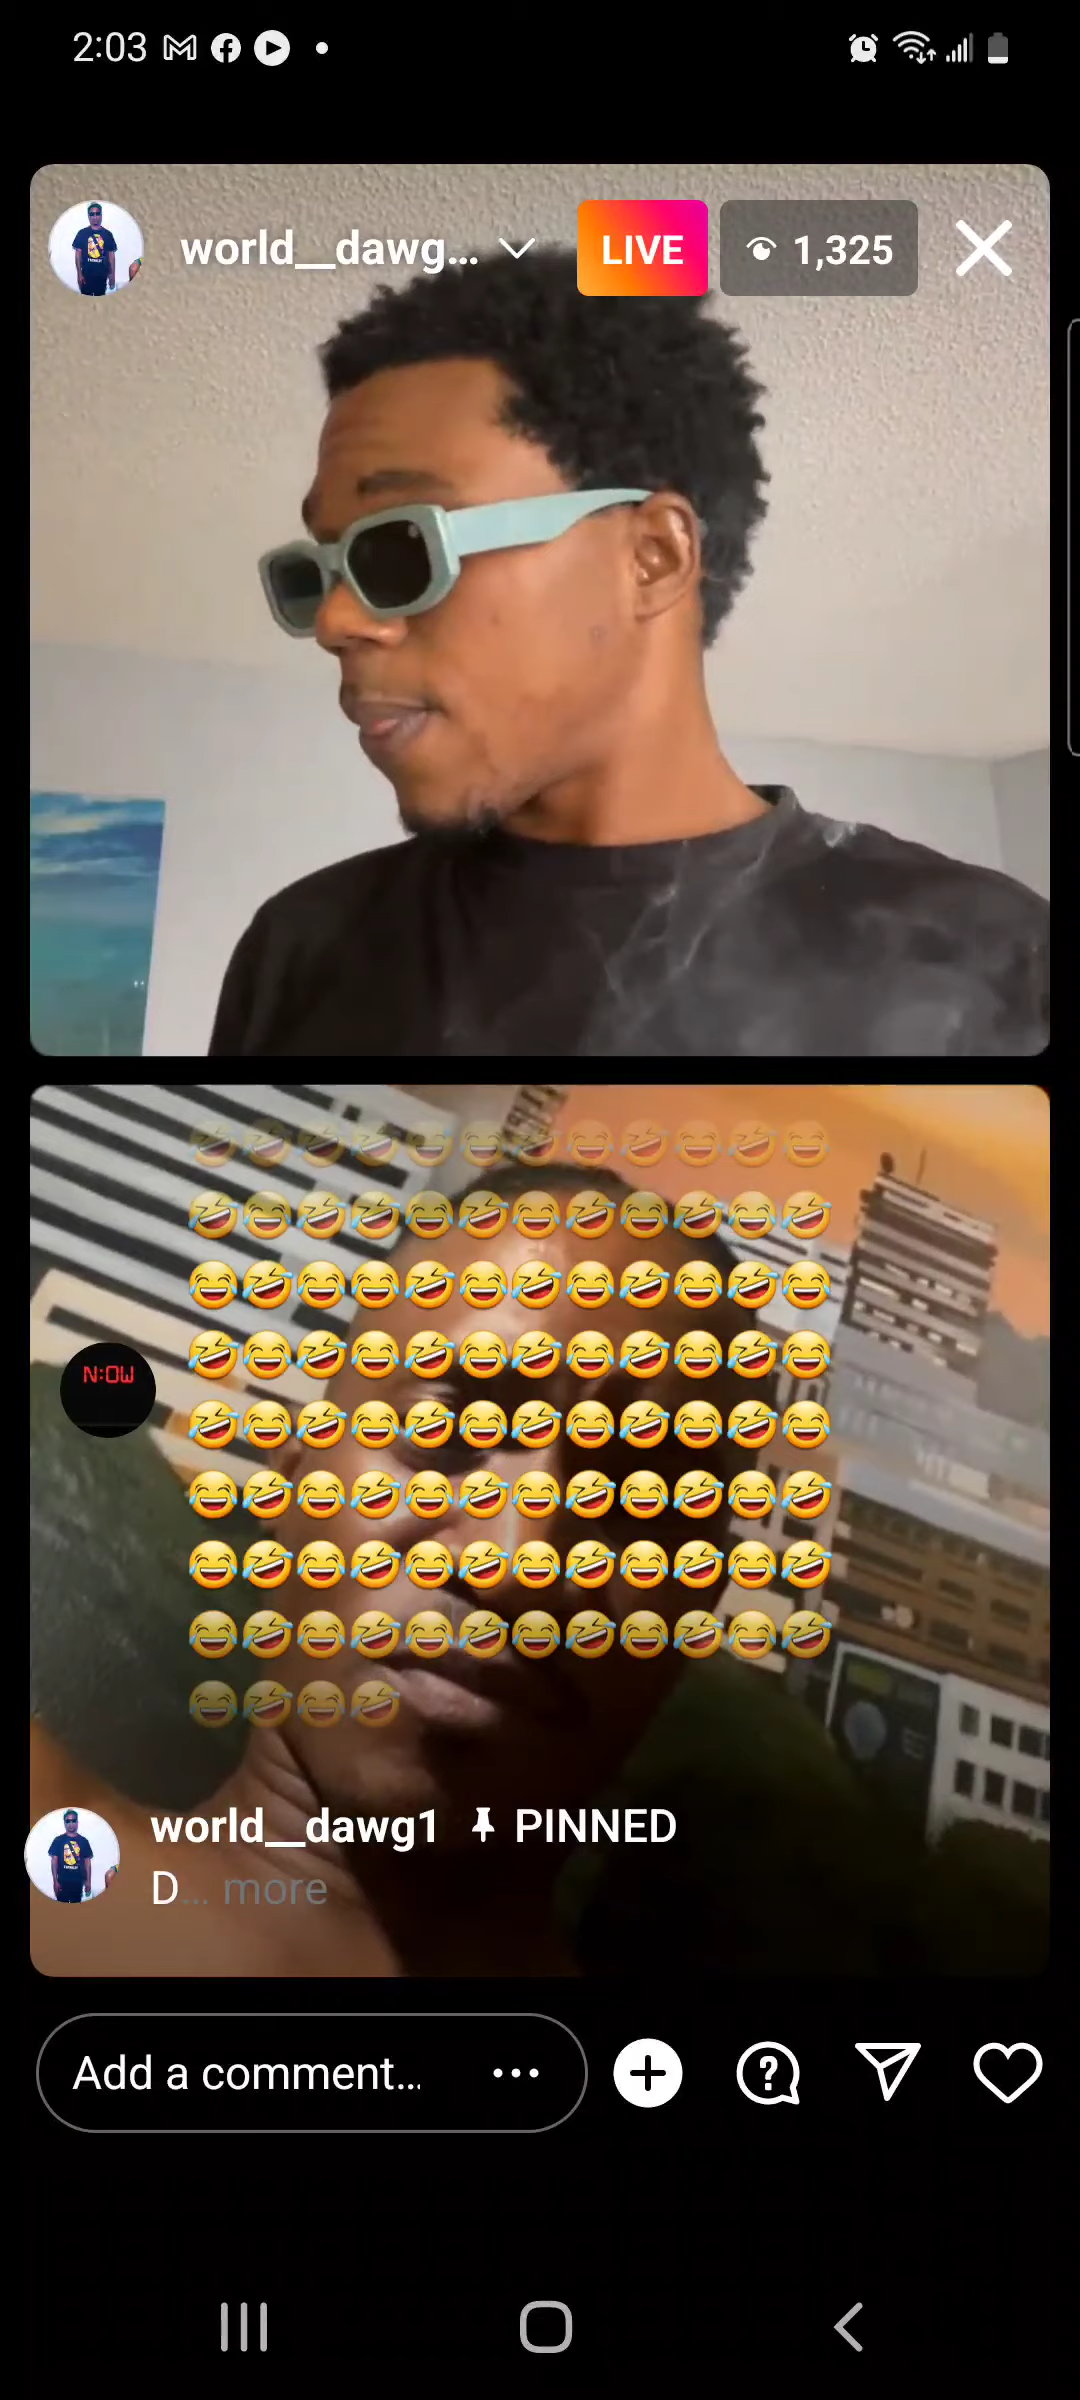 2:03
world__dawg... LIVE 1,325
😂🤣 N:OW
world__dawg1 PINNED
D... more
Add a comment...